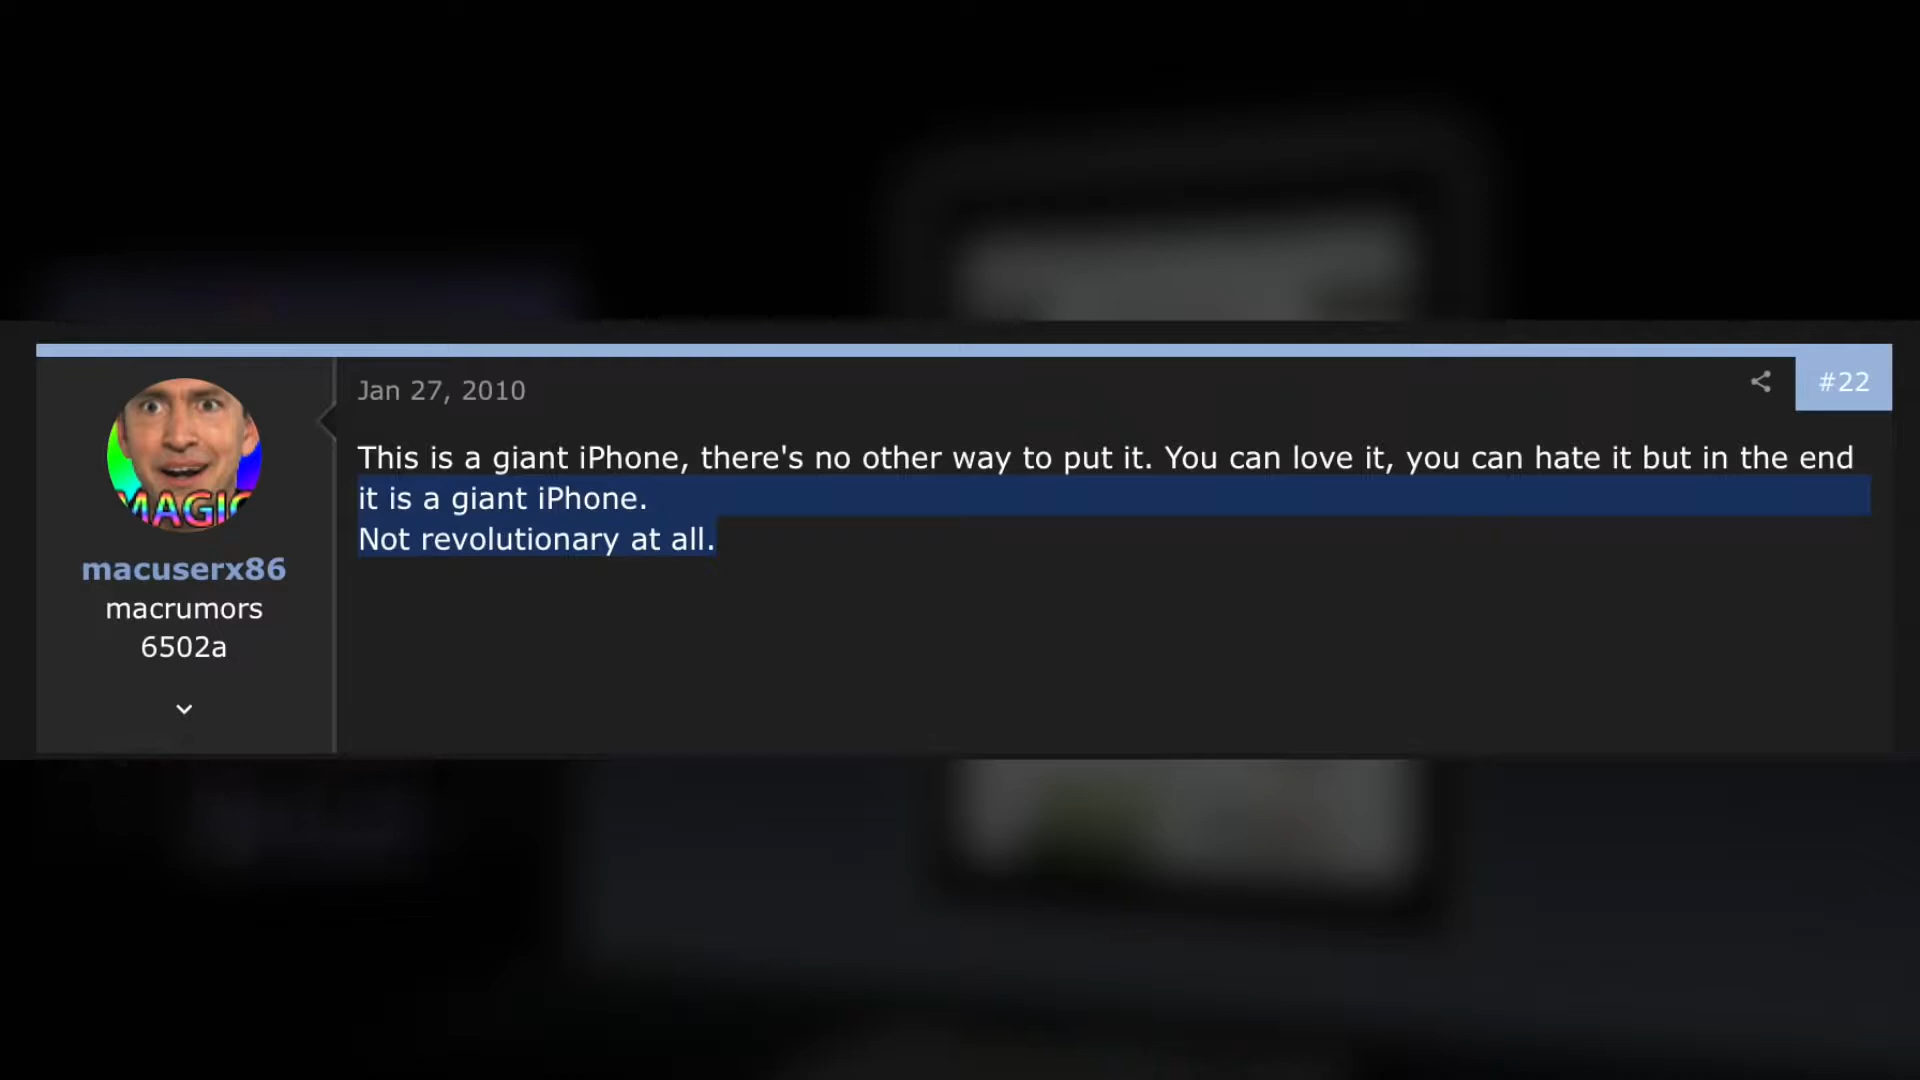 Jan 27, 2010
#22
This is a giant iPhone, there's no other way to put it. You can love it, you can hate it but in the end
it is a giant iPhone.
Not revolutionary at all.
MAGIC
macuserx86
macrumors
6502a